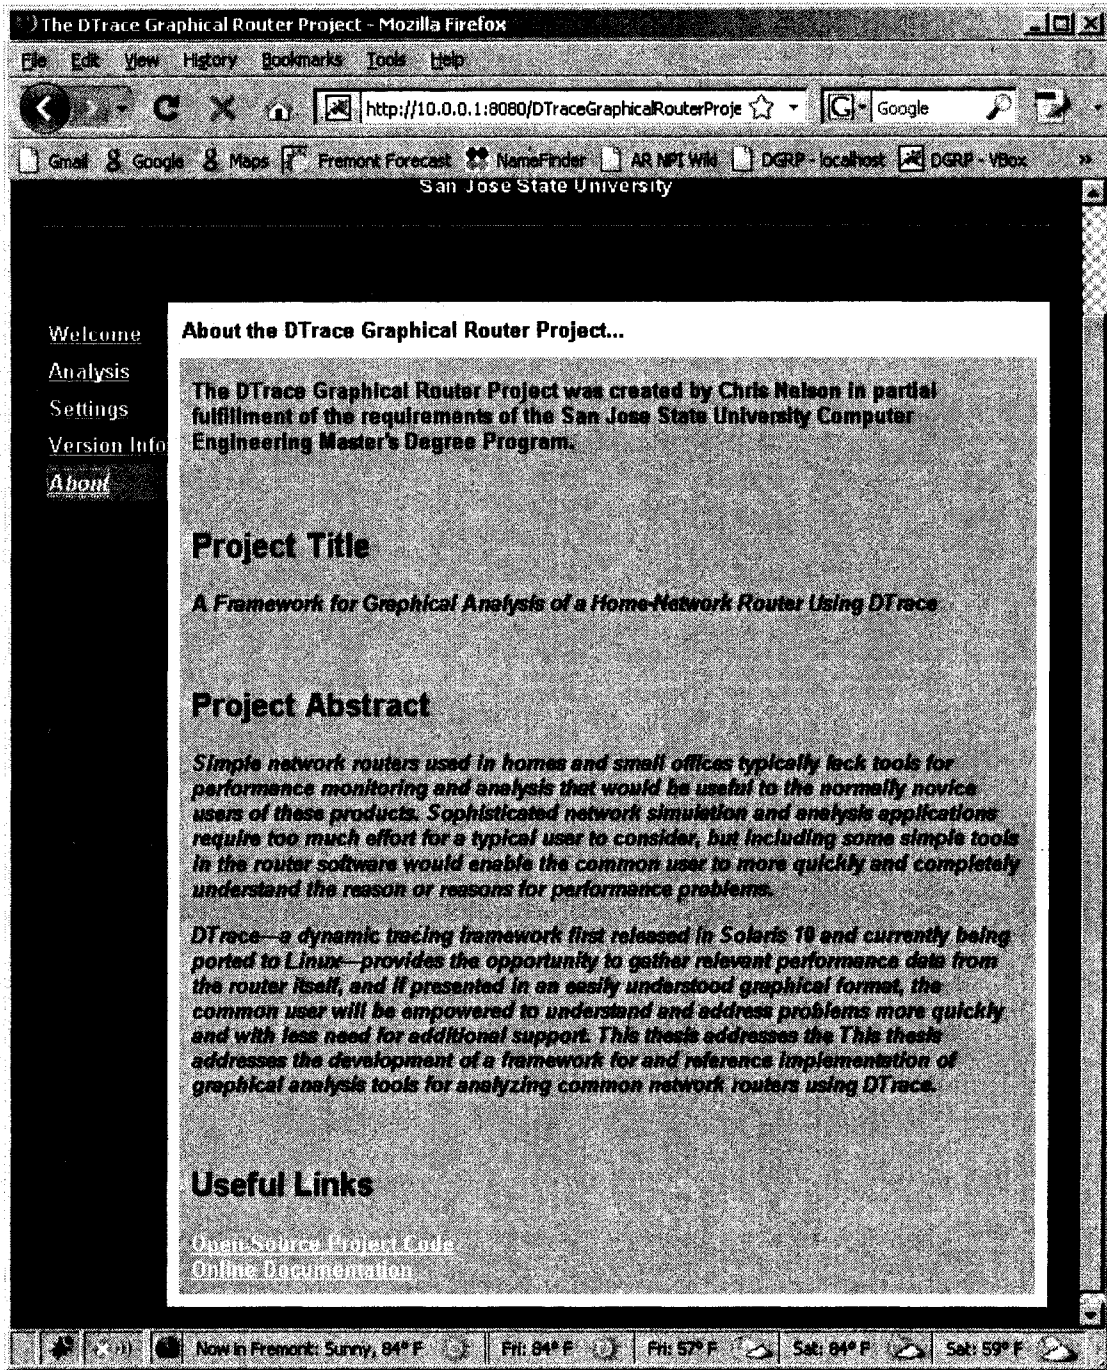 The DTrace Graphical Router Project - Mozilla Firefox
File Edit View History Bookmarks Tools Help
http://10.0.0.1:8080/DTraceGraphicalRouterProje
Google
Gmail Google Maps Fremont Forecast NameFinder AR NPI Wiki DGRP - localhost DGRP - VBox »
San Jose State University
Welcome
Analysis
Settings
Version Info
About
About the DTrace Graphical Router Project...
The DTrace Graphical Router Project was created by Chris Nelson in partial
fulfillment of the requirements of the San Jose State University Computer
Engineering Master's Degree Program.
Project Title
A Framework for Graphical Analysis of a Home-Network Router Using DTrace
Project Abstract
Simple network routers used in homes and small offices typically lack tools for
performance monitoring and analysis that would be useful to the normally novice
users of these products. Sophisticated network simulation and analysis applications
require too much effort for a typical user to consider, but including some simple tools
in the router software would enable the common user to more quickly and completely
understand the reason or reasons for performance problems.
DTrace—a dynamic tracing framework first released in Solaris 10 and currently being
ported to Linux—provides the opportunity to gather relevant performance data from
the router itself, and if presented in an easily understood graphical format, the
common user will be empowered to understand and address problems more quickly
and with less need for additional support. This thesis addresses the This thesis
addresses the development of a framework for and reference implementation of
graphical analysis tools for analyzing common network routers using DTrace.
Useful Links
Open-Source Project Code
Online Documentation
Now in Fremont: Sunny, 84° F Fri: 84° F Fri: 57° F Sat: 84° F Sat: 59° F